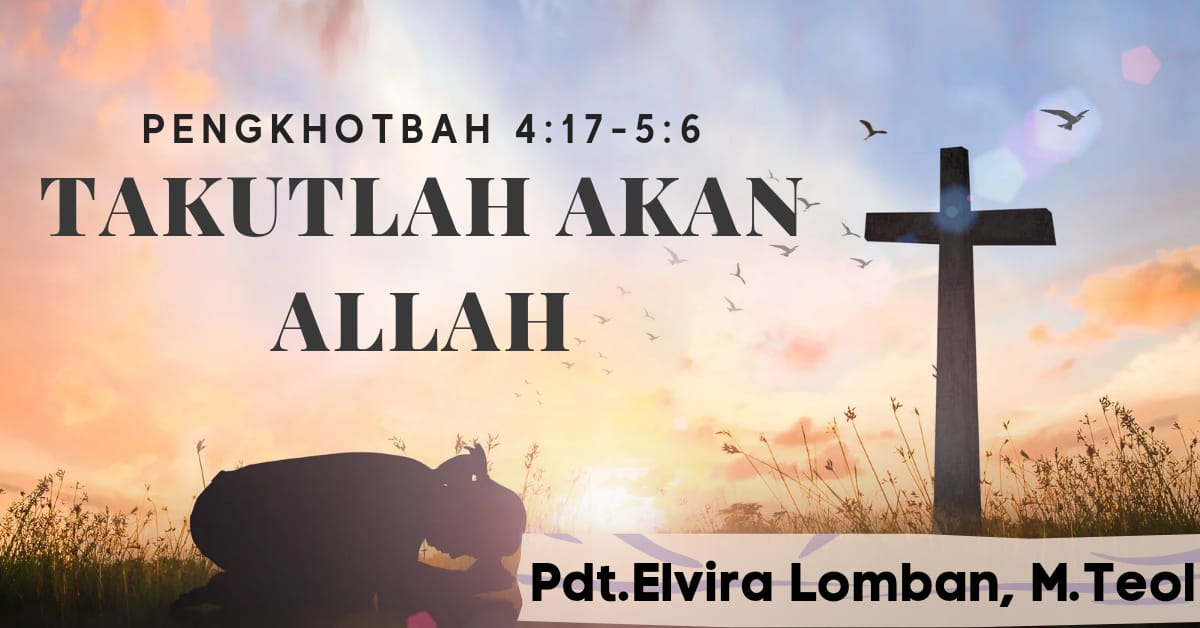 PENGKHOTBAH 4:17-5:6
TAKUTLAH AKAN
ALLAH
Pdt.Elvira Lomban, M.Teol